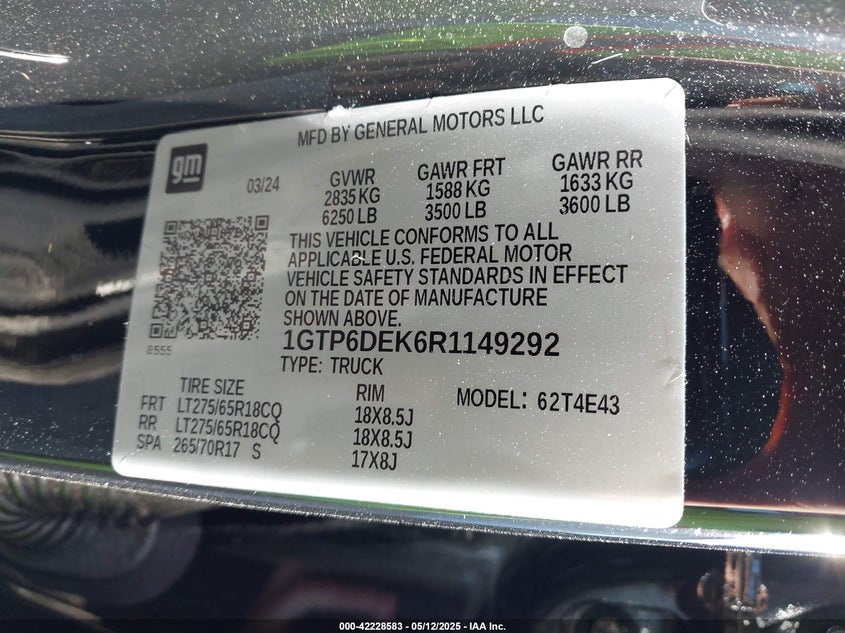 MFD BY GENERAL MOTORS LLC
gm
03/24
GVWR GAWR FRT GAWR RR
2835 KG 1588 KG 1633 KG
6250 LB 3500 LB 3600 LB
THIS VEHICLE CONFORMS TO ALL
APPLICABLE U.S. FEDERAL MOTOR
VEHICLE SAFETY STANDARDS IN EFFECT
ON THE DATE OF MANUFACTURE
SHOWN ABOVE.
8555
1GTP6DEK6R1149292
TYPE: TRUCK
TIRE SIZE RIM MODEL: 62T4E43
FRT LT275/65R18CQ 18X8.5J
RR LT275/65R18CQ 18X8.5J
SPA 265/70R17 S 17X8J
000-42228583 - 05/12/2025 - IAA Inc.